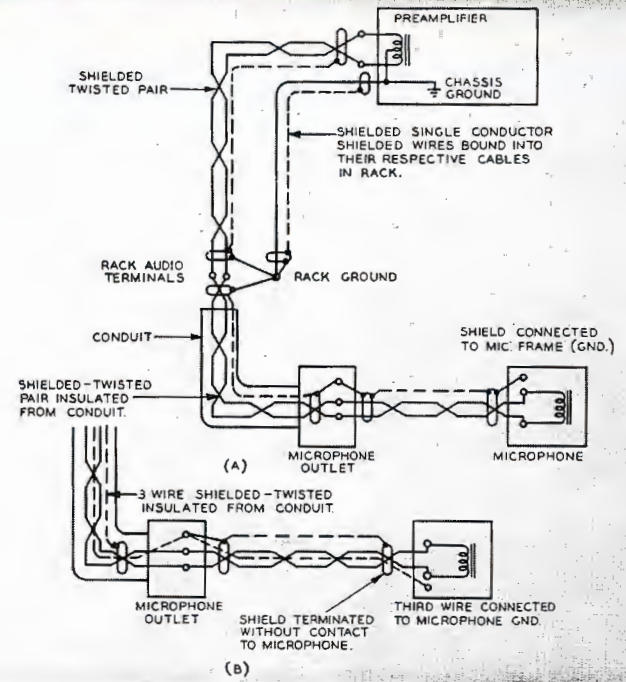 PREAMPLIFIER
SHIELDED
TWISTED PAIR
CHASSIS
GROUND
SHIELDED SINGLE CONDUCTOR
SHIELDED WIRES BOUND INTO
THEIR RESPECTIVE CABLES
IN RACK.
RACK AUDIO
TERMINALS
RACK GROUND
CONDUIT
SHIELD CONNECTED
TO MIC. FRAME (GND.)
SHIELDED-TWISTED
PAIR INSULATED
FROM CONDUIT.
(A)
MICROPHONE
OUTLET
MICROPHONE
3 WIRE SHIELDED-TWISTED
INSULATED FROM CONDUIT.
MICROPHONE
OUTLET
SHIELD TERMINATED
WITHOUT CONTACT
TO MICROPHONE.
THIRD WIRE CONNECTED
TO MICROPHONE GND.
(B)